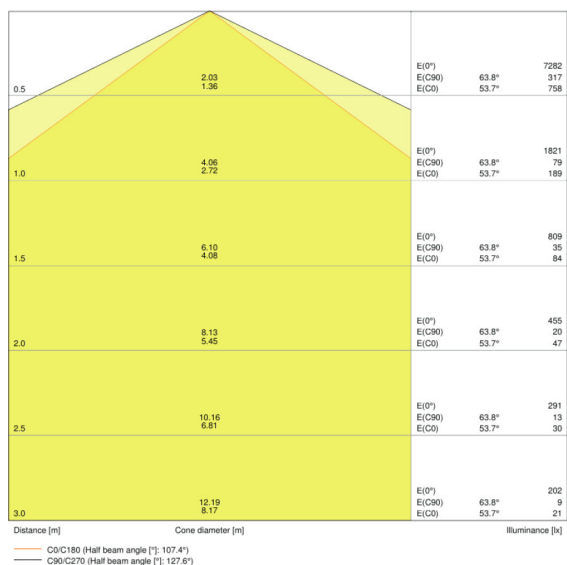 E(0°) 7282
2.03 E(C90) 63.8° 317
0.5 1.36 E(C0) 53.7° 758
E(0°) 1821
4.06 E(C90) 63.8° 79
1.0 2.72 E(C0) 53.7° 189
E(0°) 809
6.10 E(C90) 63.8° 35
1.5 4.08 E(C0) 53.7° 84
E(0°) 455
8.13 E(C90) 63.8° 20
2.0 5.45 E(C0) 53.7° 47
E(0°) 291
10.16 E(C90) 63.8° 13
2.5 6.81 E(C0) 53.7° 30
E(0°) 202
12.19 E(C90) 63.8° 9
3.0 8.17 E(C0) 53.7° 21
Distance [m] Cone diameter [m] Illuminance [lx]
C0/C180 (Half beam angle [°]: 107.4°)
C90/C270 (Half beam angle [°]: 127.6°)